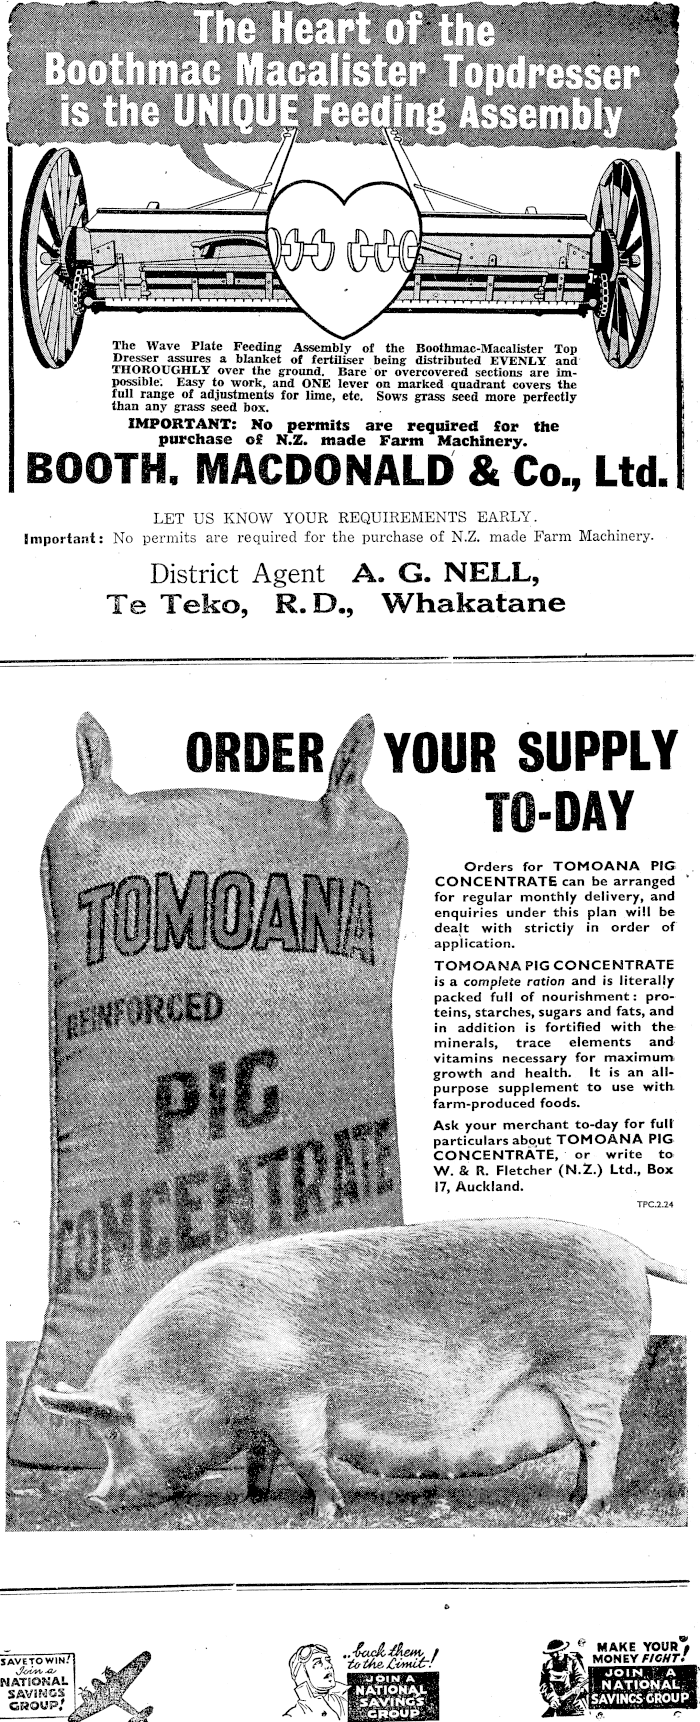 The Heart of the
Boothmac Macalister Topdresser
is the UNIQUE Feeding Assembly
The Wave Plate Feeding Assembly of the Boothmac-Macalister Top
Dresser assures a blanket of fertiliser being distributed EVENLY and
THOROUGHLY over the ground. Bare or overcovered sections are im-
possible. Easy to work, and ONE lever on marked quadrant covers the
full range of adjustments for lime, etc. Sows grass seed more perfectly
than any grass seed box.
IMPORTANT: No permits are required for the
purchase of N.Z. made Farm Machinery.
BOOTH, MACDONALD & Co., Ltd.
LET US KNOW YOUR REQUIREMENTS EARLY.
Important: No permits are required for the purchase of N.Z. made Farm Machinery.
District Agent A. G. NELL,
Te Teko, R.D., Whakatane
ORDER YOUR SUPPLY
TO-DAY
TOMOANA
REINFORCED
PIG
CONCENTRATE
Orders for TOMOANA PIG
CONCENTRATE can be arranged
for regular monthly delivery, and
enquiries under this plan will be
dealt with strictly in order of
application.
TOMOANA PIG CONCENTRATE
is a complete ration and is literally
packed full of nourishment: pro-
teins, starches, sugars and fats, and
in addition is fortified with the
minerals, trace elements and
vitamins necessary for maximum
growth and health. It is an all-
purpose supplement to use with
farm-produced foods.
Ask your merchant to-day for full
particulars about TOMOANA PIG
CONCENTRATE, or write to
W. & R. Fletcher (N.Z.) Ltd., Box
17, Auckland.
TPC.2.24
SAVE TO WIN!
Join a
NATIONAL
SAVINGS
GROUP!
..back them
to the Limit!
JOIN A
NATIONAL
SAVINGS
GROUP
MAKE YOUR
MONEY FIGHT!
JOIN A
NATIONAL
SAVINGS GROUP